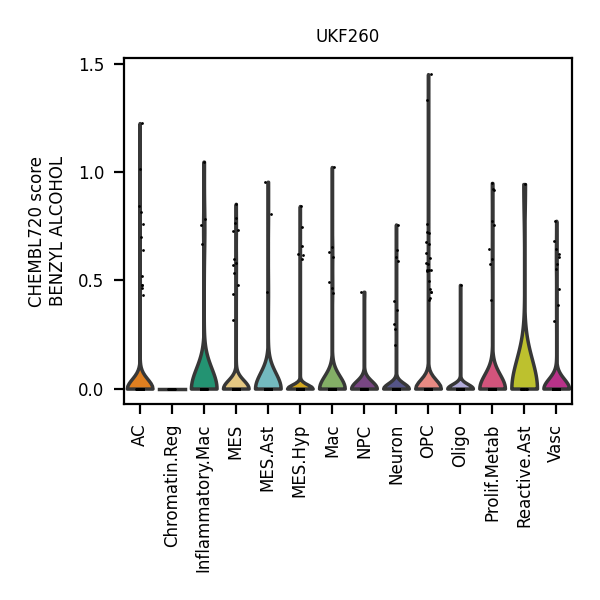 UKF260
CHEMBL720 score
BENZYL ALCOHOL
1.5
1.0
0.5
0.0
AC
Chromatin.Reg
Inflammatory.Mac
MES
MES.Ast
MES.Hyp
Mac
NPC
Neuron
OPC
Oligo
Prolif.Metab
Reactive.Ast
Vasc